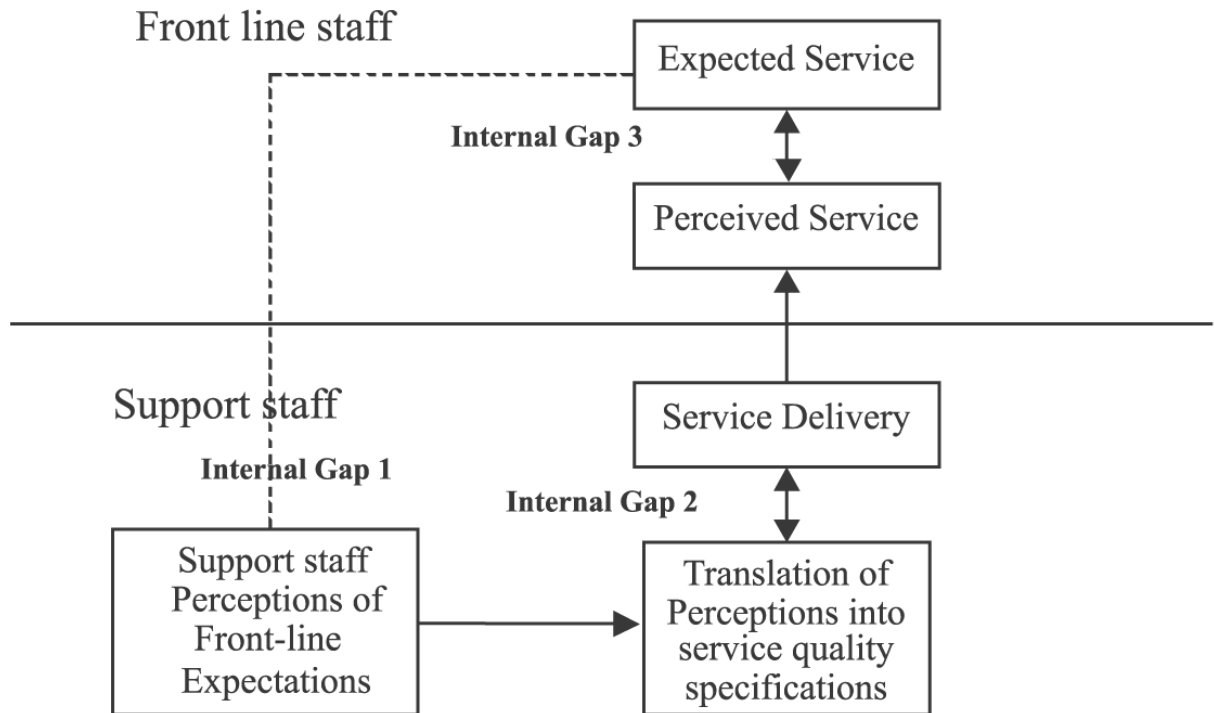 Front line staff
Expected Service
Internal Gap 3
Perceived Service
Support staff
Service Delivery
Internal Gap 1
Internal Gap 2
Support staff
Perceptions of
Front-line
Expectations
Translation of
Perceptions into
service quality
specifications